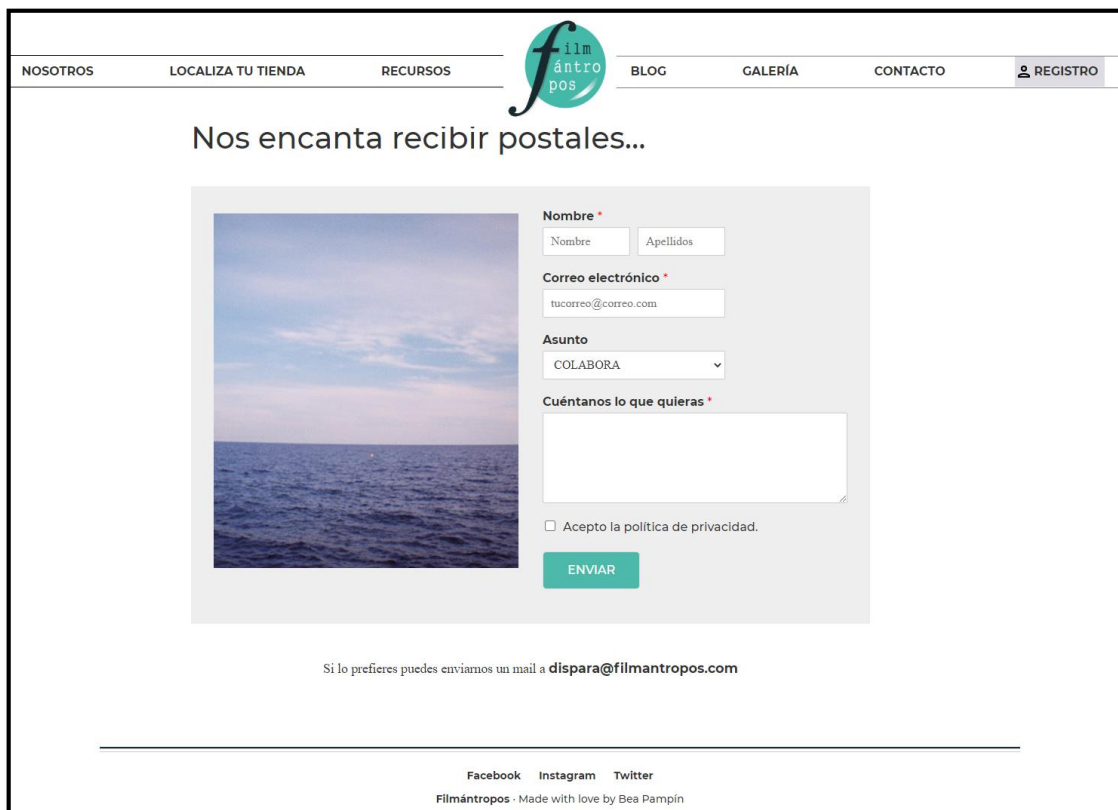 NOSOTROS LOCALIZA TU TIENDA RECURSOS film ántro pos BLOG GALERÍA CONTACTO REGISTRO
Nos encanta recibir postales...
Nombre *
Nombre Apellidos
Correo electrónico *
tucorreo@correo.com
Asunto
COLABORA
Cuéntanos lo que quieras *
Acepto la política de privacidad.
ENVIAR
Si lo prefieres puedes enviarnos un mail a dispara@filmantropos.com
Facebook Instagram Twitter
Filmántropos · Made with love by Bea Pampín